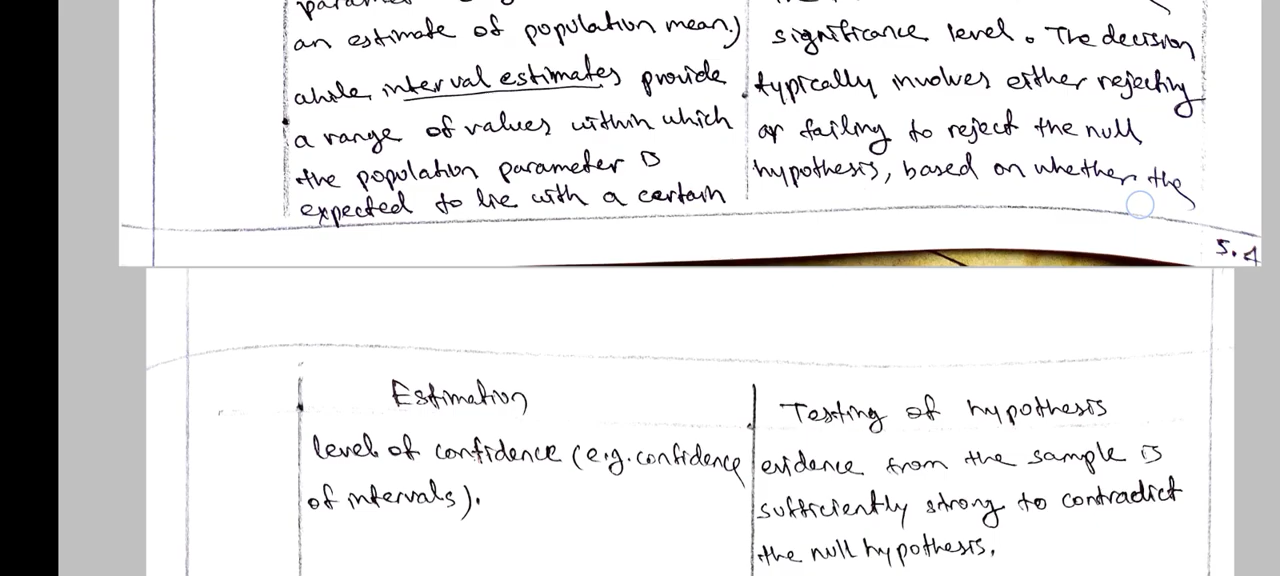 an estimate of population mean.)
while, interval estimates provide
a range of values within which
the population parameter is
expected to lie with a certain
significance level. The decision
typically involves either rejecting
or failing to reject the null
hypothesis, based on whether the
5.4
Estimation
level of confidence (e.g. confidence
of intervals).
Testing of hypothesis
evidence from the sample is
sufficiently strong to contradict
the null hypothesis.